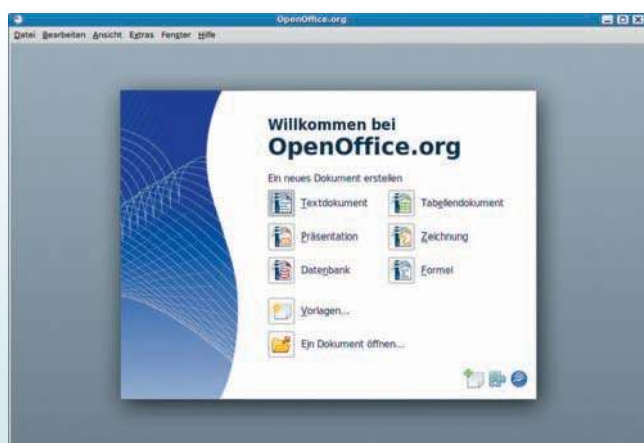 OpenOffice.org
Datei Bearbeiten Ansicht Extras Fenster Hilfe
Willkommen bei
OpenOffice.org
Ein neues Dokument erstellen
Textdokument Tabellendokument
Präsentation Zeichnung
Datenbank Formel
Vorlagen...
Ein Dokument öffnen...